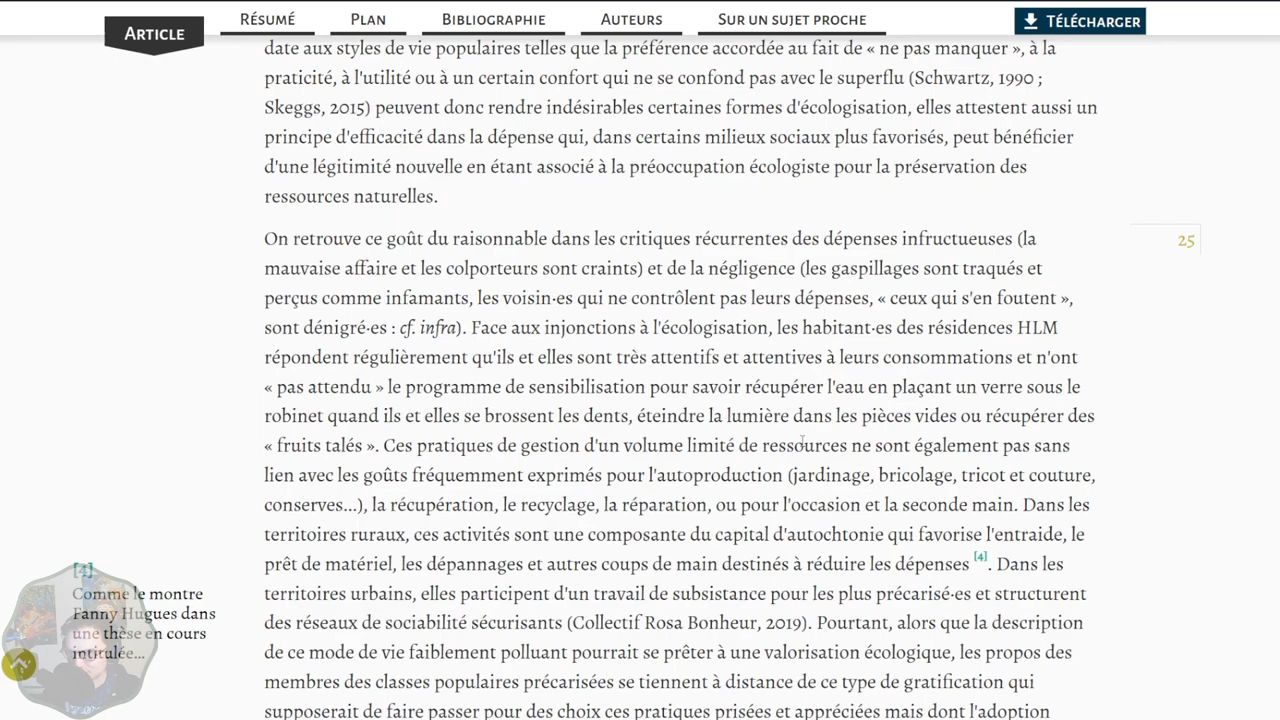 ARTICLE
RÉSUMÉ
PLAN
BIBLIOGRAPHIE
AUTEURS
SUR UN SUJET PROCHE
TÉLÉCHARGER
date aux styles de vie populaires telles que la préférence accordée au fait de « ne pas manquer », à la
praticité, à l'utilité ou à un certain confort qui ne se confond pas avec le superflu (Schwartz, 1990 ;
Skeggs, 2015) peuvent donc rendre indésirables certaines formes d'écologisation, elles attestent aussi un
principe d'efficacité dans la dépense qui, dans certains milieux sociaux plus favorisés, peut bénéficier
d'une légitimité nouvelle en étant associé à la préoccupation écologiste pour la préservation des
ressources naturelles.
On retrouve ce goût du raisonnable dans les critiques récurrentes des dépenses infructueuses (la
mauvaise affaire et les colporteurs sont craints) et de la négligence (les gaspillages sont traqués et
perçus comme infamants, les voisin·es qui ne contrôlent pas leurs dépenses, « ceux qui s'en foutent »,
sont dénigré·es : cf. infra). Face aux injonctions à l'écologisation, les habitant·es des résidences HLM
répondent régulièrement qu'ils et elles sont très attentifs et attentives à leurs consommations et n'ont
« pas attendu » le programme de sensibilisation pour savoir récupérer l'eau en plaçant un verre sous le
robinet quand ils et elles se brossent les dents, éteindre la lumière dans les pièces vides ou récupérer des
« fruits talés ». Ces pratiques de gestion d'un volume limité de ressources ne sont également pas sans
lien avec les goûts fréquemment exprimés pour l'autoproduction (jardinage, bricolage, tricot et couture,
conserves…), la récupération, le recyclage, la réparation, ou pour l'occasion et la seconde main. Dans les
territoires ruraux, ces activités sont une composante du capital d'autochtonie qui favorise l'entraide, le
prêt de matériel, les dépannages et autres coups de main destinés à réduire les dépenses [4]. Dans les
territoires urbains, elles participent d'un travail de subsistance pour les plus précarisé·es et structurent
des réseaux de sociabilité sécurisants (Collectif Rosa Bonheur, 2019). Pourtant, alors que la description
de ce mode de vie faiblement polluant pourrait se prêter à une valorisation écologique, les propos des
membres des classes populaires précarisées se tiennent à distance de ce type de gratification qui
supposerait de faire passer pour des choix ces pratiques prisées et appréciées mais dont l'adoption
25
[4]
Comme le montre
Fanny Hugues dans
une thèse en cours
intitulée…